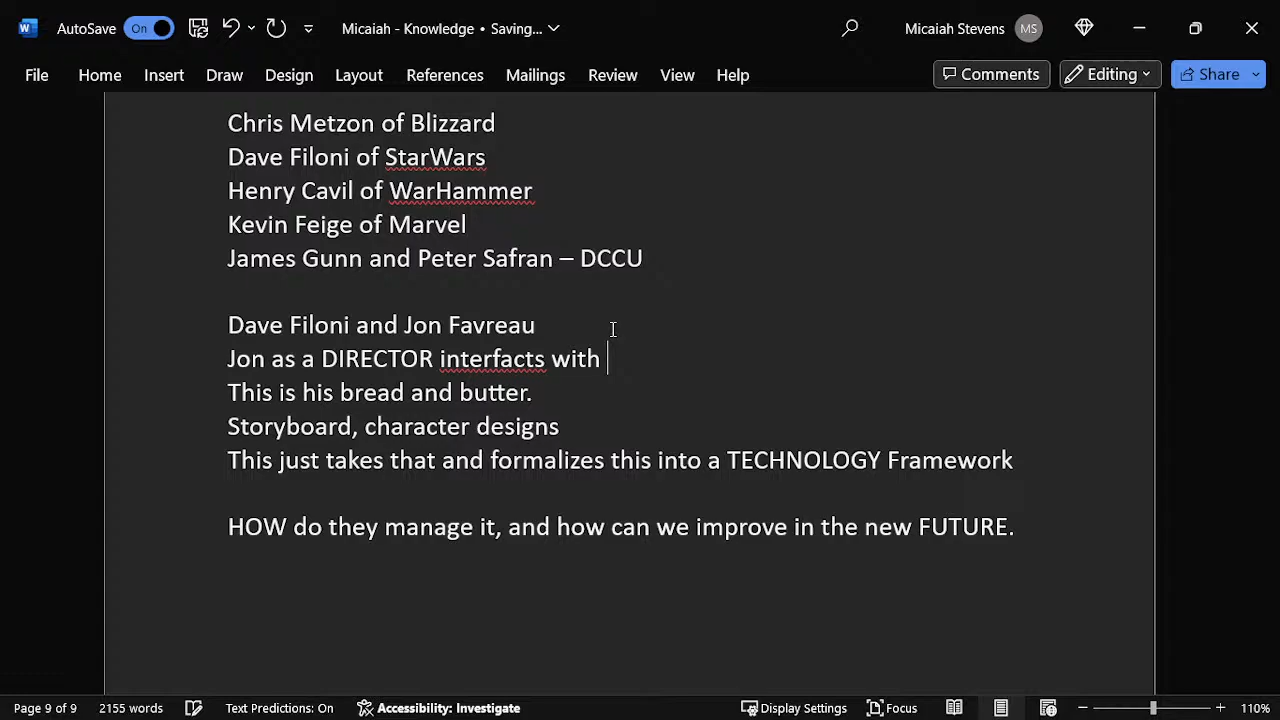 AutoSave On Micaiah - Knowledge • Saving... Micaiah Stevens MS
File Home Insert Draw Design Layout References Mailings Review View Help Comments Editing Share
Chris Metzon of Blizzard
Dave Filoni of StarWars
Henry Cavil of WarHammer
Kevin Feige of Marvel
James Gunn and Peter Safran – DCCU
Dave Filoni and Jon Favreau
Jon as a DIRECTOR interfacts with
This is his bread and butter.
Storyboard, character designs
This just takes that and formalizes this into a TECHNOLOGY Framework
HOW do they manage it, and how can we improve in the new FUTURE.
Page 9 of 9 2155 words Text Predictions: On Accessibility: Investigate Display Settings Focus 110%